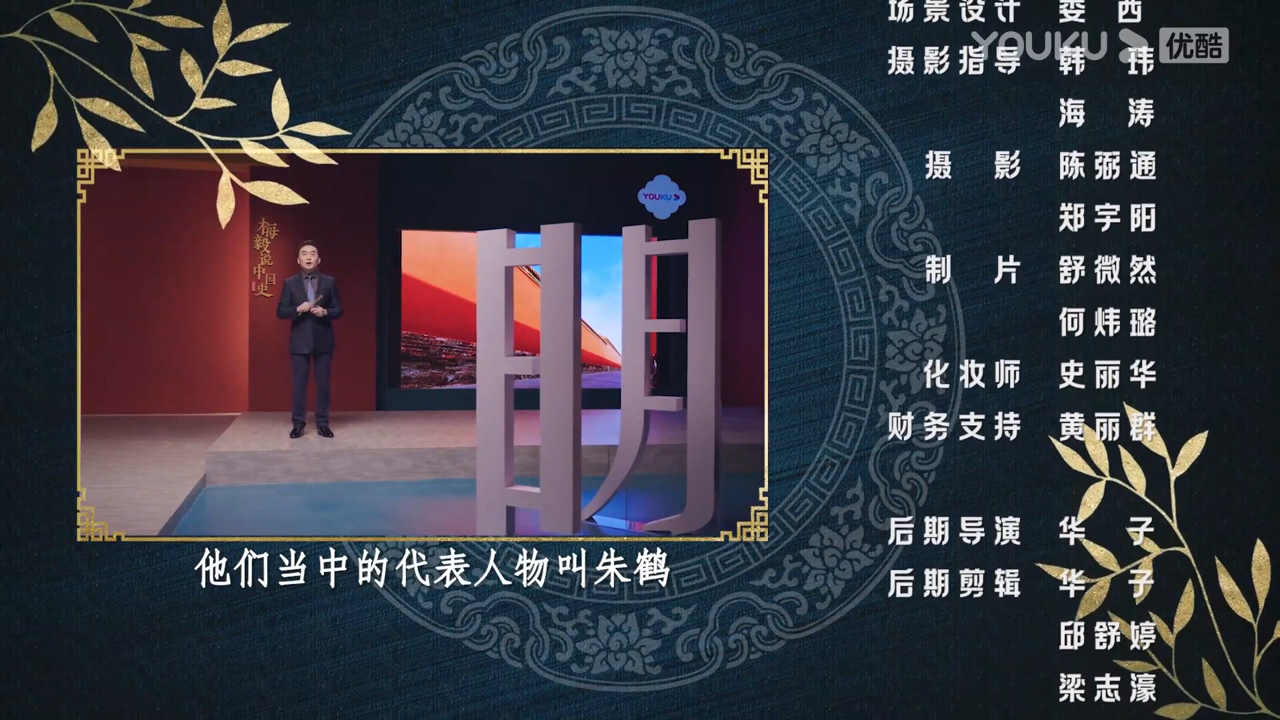 场景设计 娄西
YOUKU 优酷
摄影指导 韩玮
海涛
摄影 陈弼通
郑宇阳
制片 舒微然
何炜璐
化妆师 史丽华
财务支持 黄丽群
后期导演 华子
后期剪辑 华子
邱舒婷
梁志濠
YOUKU
梅毅说中国史
明
他们当中的代表人物叫朱鹤